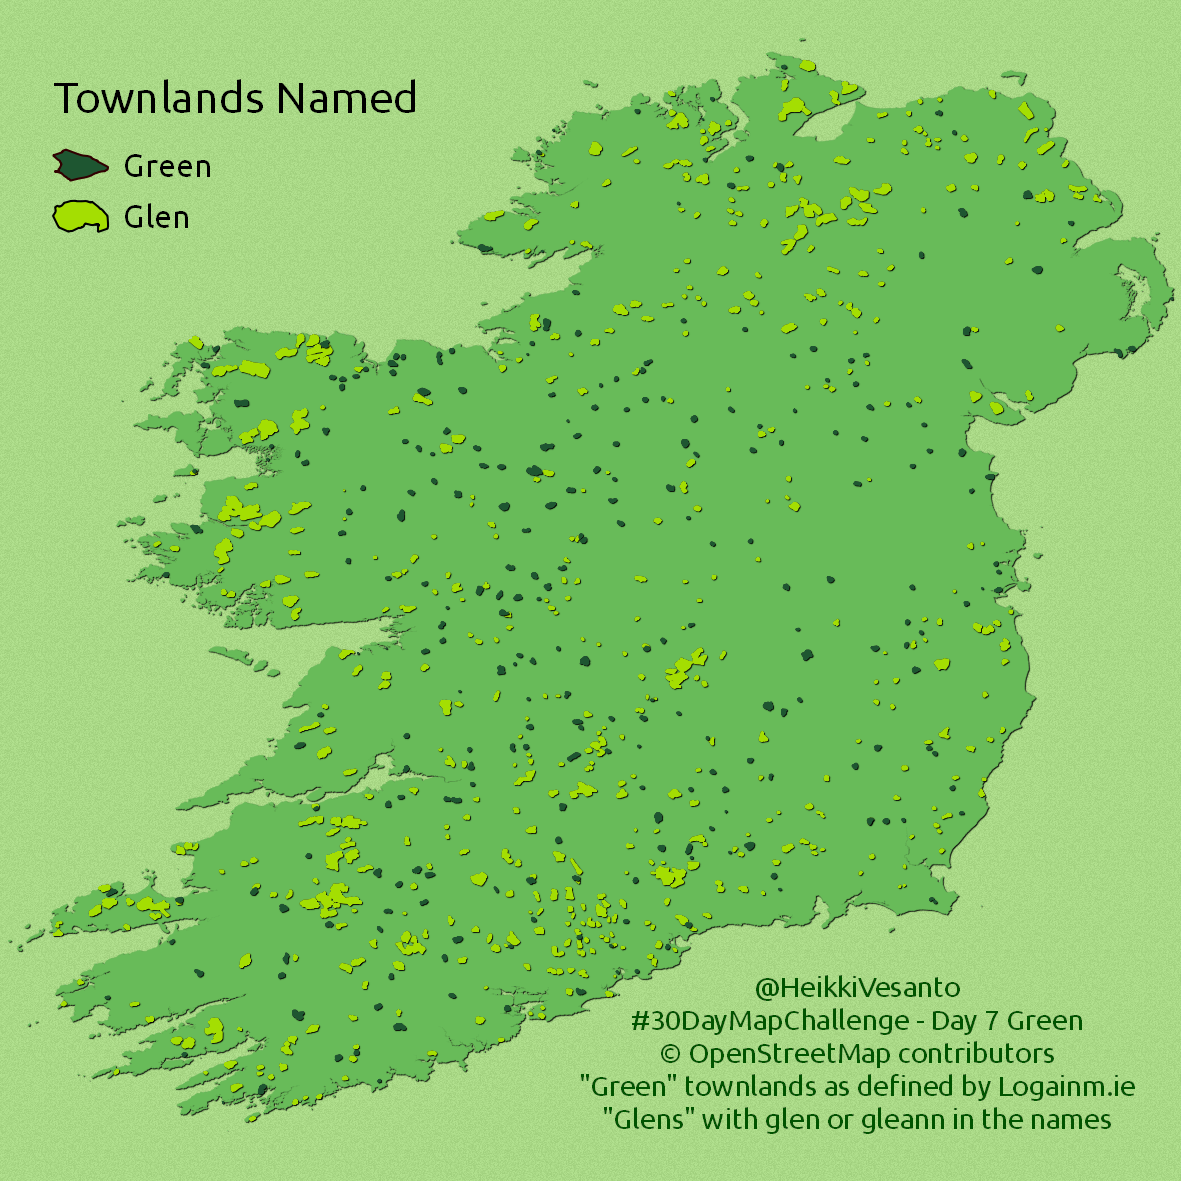 Townlands Named
Green
Glen
@HeikkiVesanto
#30DayMapChallenge - Day 7 Green
© OpenStreetMap contributors
"Green" townlands as defined by Logainm.ie
"Glens" with glen or gleann in the names